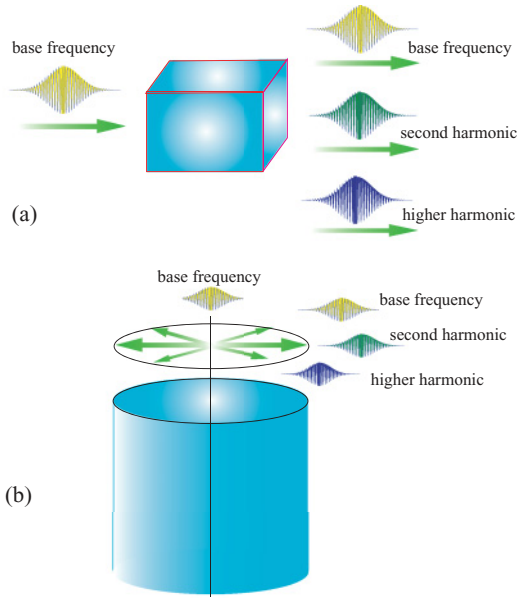 base frequency
base frequency
second harmonic
higher harmonic
(a)
base frequency
base frequency
second harmonic
higher harmonic
(b)